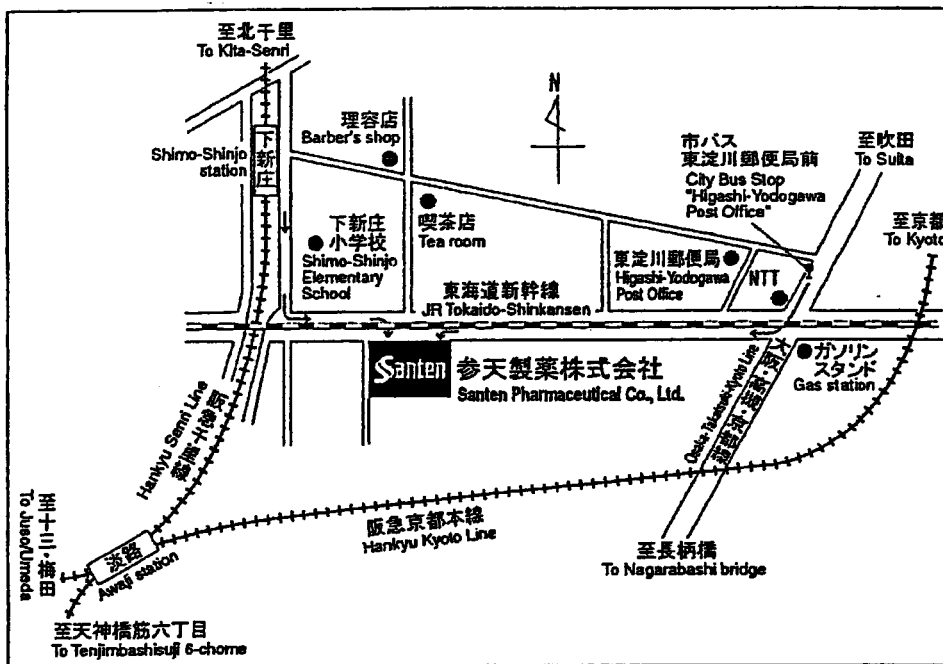 至北千里
To Kita-Senri
下新庄
Shimo-Shinjo
station
理容店
Barber's shop
N
市バス
東淀川郵便局前
City Bus Stop
"Higashi-Yodogawa
Post Office"
至吹田
To Suita
至京都
To Kyoto
下新庄
小学校
Shimo-Shinjo
Elementary
School
喫茶店
Tea room
東淀川郵便局
Higashi-Yodogawa
Post Office
NTT
東海道新幹線
JR Tokaido-Shinkansen
Santen
参天製薬株式会社
Santen Pharmaceutical Co., Ltd.
ガソリン
スタンド
Gas station
Osaka-Takatsuki-Kyoto Line
Hankyu Senri Line
阪急千里線
阪急京都本線
Hankyu Kyoto Line
至十三・梅田
To Juso/Umeda
淡路
Awaji station
至長柄橋
To Nagarabashi bridge
至天神橋筋六丁目
To Tenjimbashisuji 6-chome